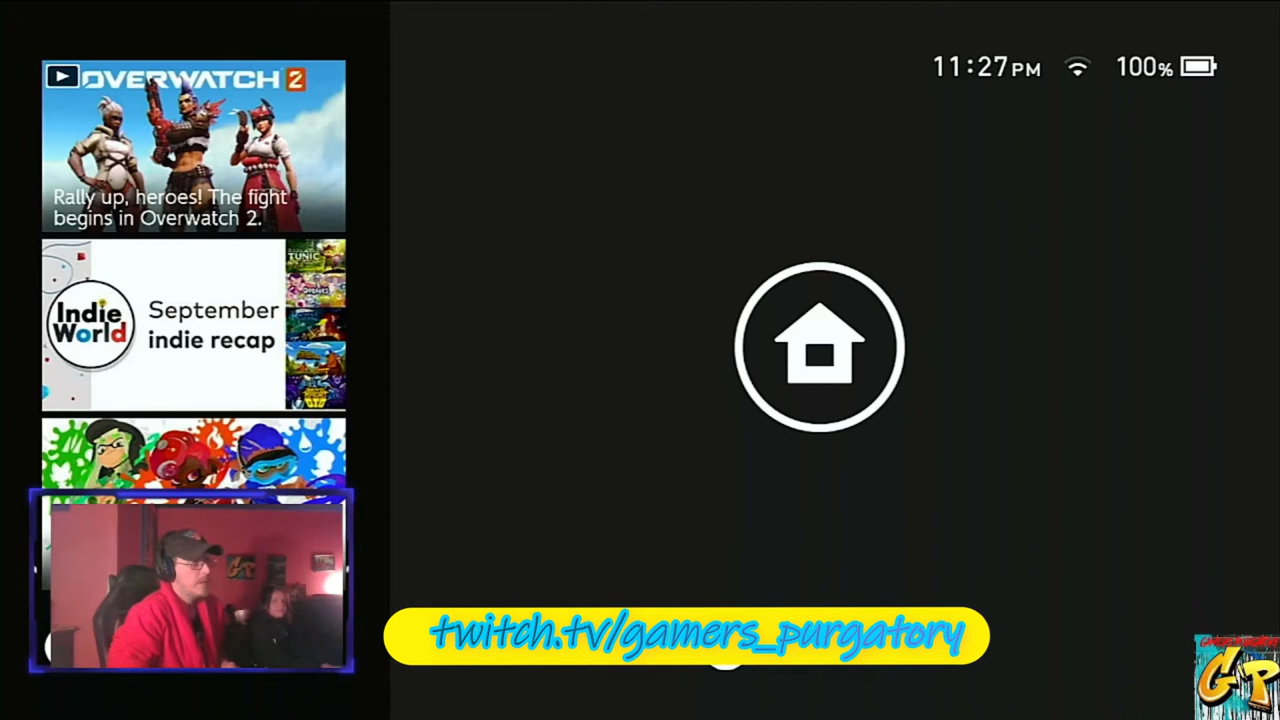 OVERWATCH 2
Rally up, heroes! The fight
begins in Overwatch 2.
Indie
World
September
indie recap
TUNIC
11:27PM
100%
twitch.tv/gamers_purgatory
GP